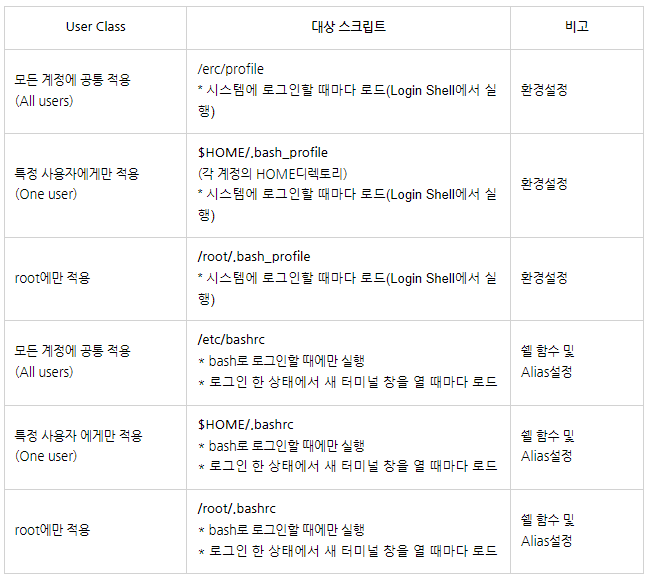 User Class
대상 스크립트
비고
모든 계정에 공통 적용
(All users)
/erc/profile
* 시스템에 로그인할 때마다 로드(Login Shell에서 실
행)
환경설정
특정 사용자에게만 적용
(One user)
$HOME/.bash_profile
(각 계정의 HOME디렉토리)
* 시스템에 로그인할 때마다 로드(Login Shell에서 실
행)
환경설정
root에만 적용
/root/.bash_profile
* 시스템에 로그인할 때마다 로드(Login Shell에서 실
행)
환경설정
모든 계정에 공통 적용
(All users)
/etc/bashrc
* bash로 로그인할 때에만 실행
* 로그인 한 상태에서 새 터미널 창을 열 때마다 로드
쉘 함수 및
Alias설정
특정 사용자 에게만 적용
(One user)
$HOME/.bashrc
* bash로 로그인할 때에만 실행
* 로그인 한 상태에서 새 터미널 창을 열 때마다 로드
쉘 함수 및
Alias설정
root에만 적용
/root/.bashrc
* bash로 로그인할 때에만 실행
* 로그인 한 상태에서 새 터미널 창을 열 때마다 로드
쉘 함수 및
Alias설정